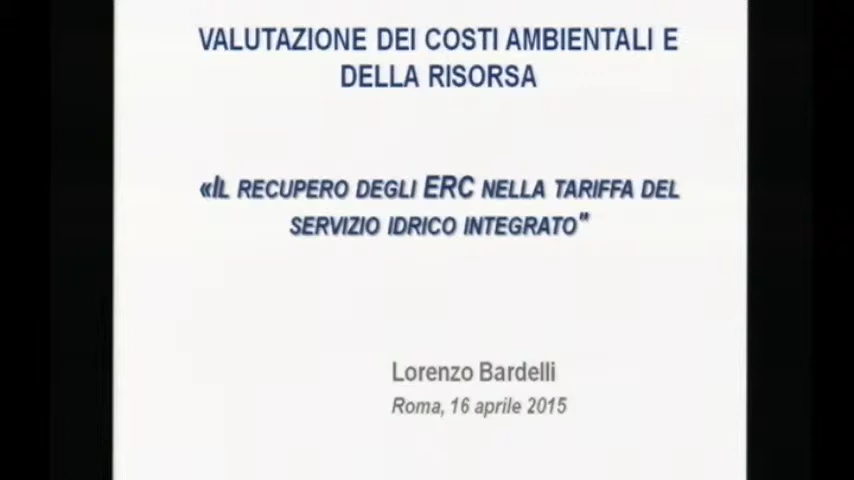 VALUTAZIONE DEI COSTI AMBIENTALI E
DELLA RISORSA
«IL RECUPERO DEGLI ERC NELLA TARIFFA DEL
SERVIZIO IDRICO INTEGRATO"
Lorenzo Bardelli
Roma, 16 aprile 2015